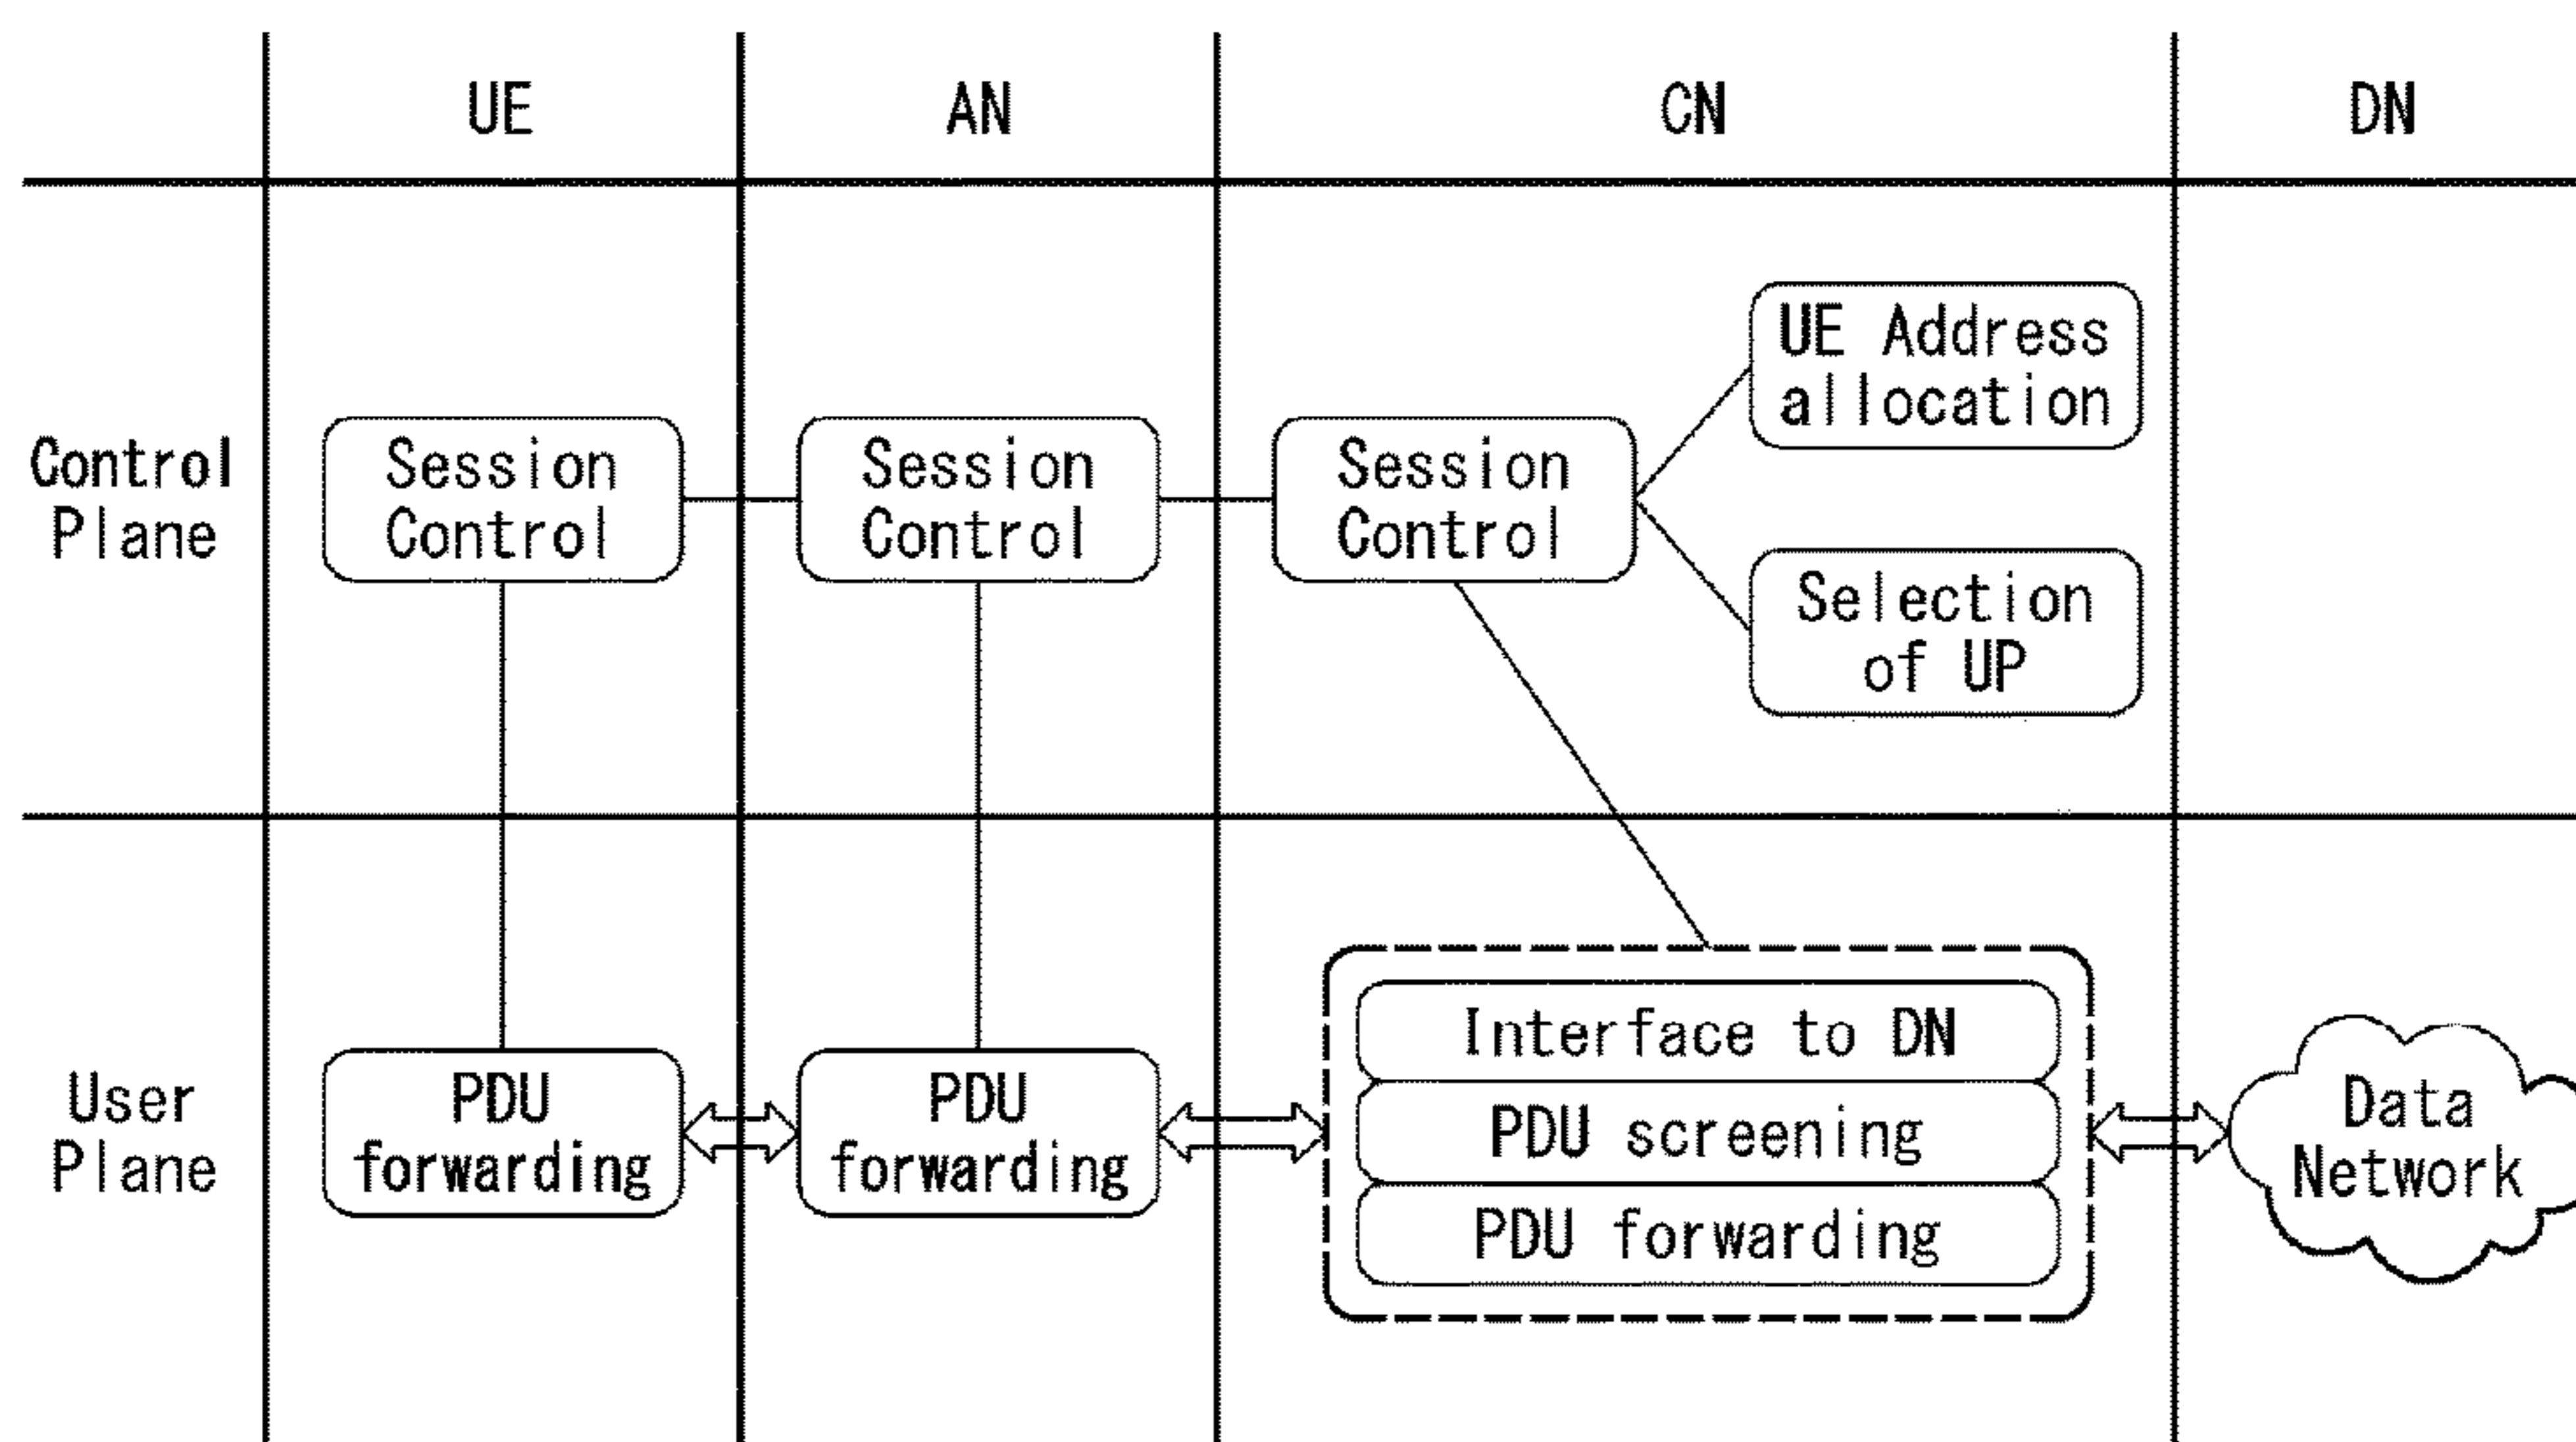 UE
AN
CN
DN
Control
Plane
Session
Control
Session
Control
Session
Control
UE Address
allocation
Selection
of UP
User
Plane
PDU
forwarding
PDU
forwarding
Interface to DN
PDU screening
PDU forwarding
Data
Network